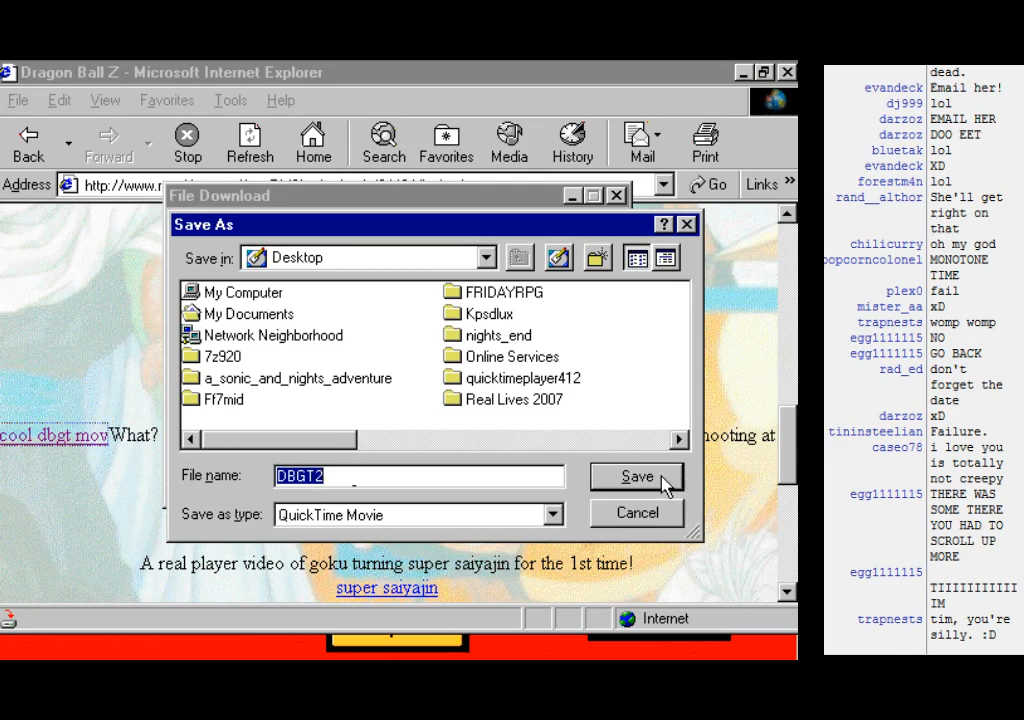 Dragon Ball Z - Microsoft Internet Explorer
File Edit View Favorites Tools Help
Back Forward Stop Refresh Home Search Favorites Media History Mail Print
Address http://www. Go Links »
File Download
Save As
Save in: Desktop
My Computer
My Documents
Network Neighborhood
7z920
a_sonic_and_nights_adventure
Ff7mid
FRIDAYRPG
Kpsdlux
nights_end
Online Services
quicktimeplayer412
Real Lives 2007
File name: DBGT2
Save
Save as type: QuickTime Movie
Cancel
cool dbgt mov What?
hooting at
A real player video of goku turning super saiyajin for the 1st time!
super saiyajin
Internet
dead.
evandeck Email her!
dj999 lol
darzoz EMAIL HER
darzoz DOO EET
bluetak lol
evandeck XD
forestm4n lol
rand__althor She'll get
right on
that
chilicurry oh my god
opcorncolonel MONOTONE
TIME
plex0 fail
mister_aa xD
trapnests womp womp
egg1111115 NO
egg1111115 GO BACK
rad_ed don't
forget the
date
darzoz xD
tininsteelian Failure.
caseo78 i love you
is totally
not creepy
egg1111115 THERE WAS
SOME THERE
YOU HAD TO
SCROLL UP
MORE
egg1111115
TIIIIIIIIIIII
IM
trapnests tim, you're
silly. :D